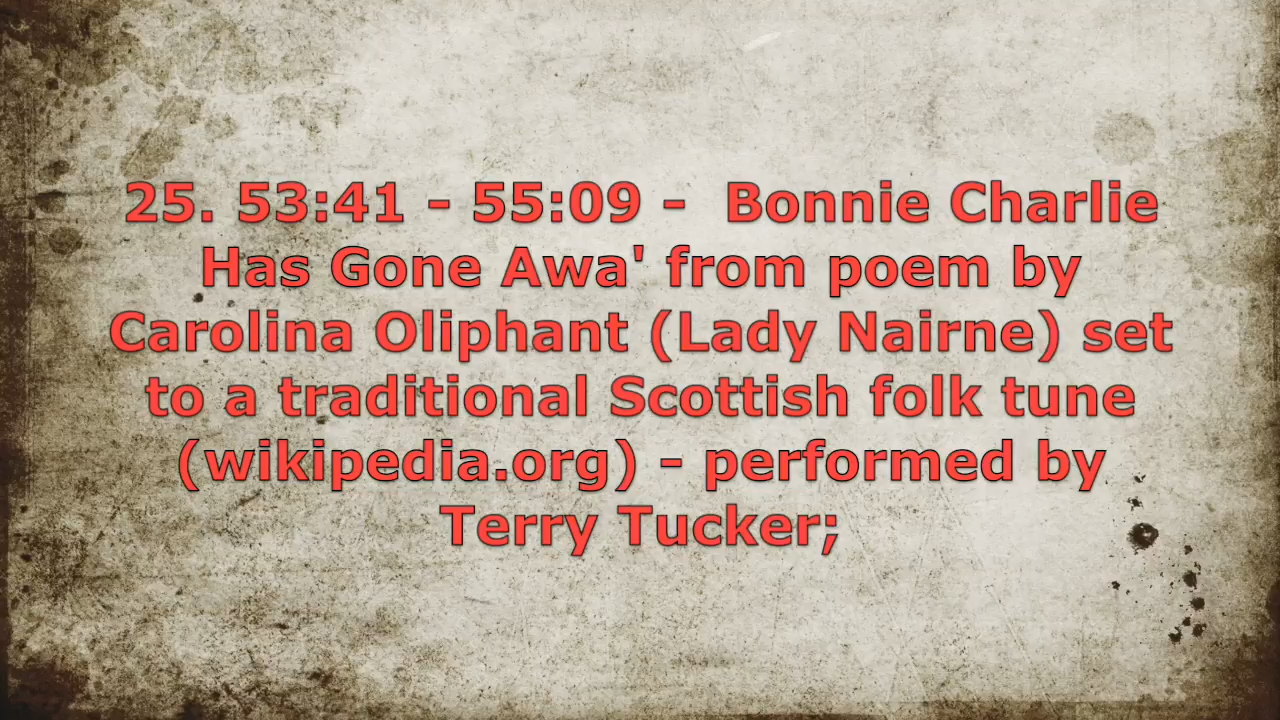 25. 53:41 - 55:09 -  Bonnie Charlie
Has Gone Awa' from poem by
Carolina Oliphant (Lady Nairne) set
to a traditional Scottish folk tune
(wikipedia.org) - performed by
Terry Tucker;